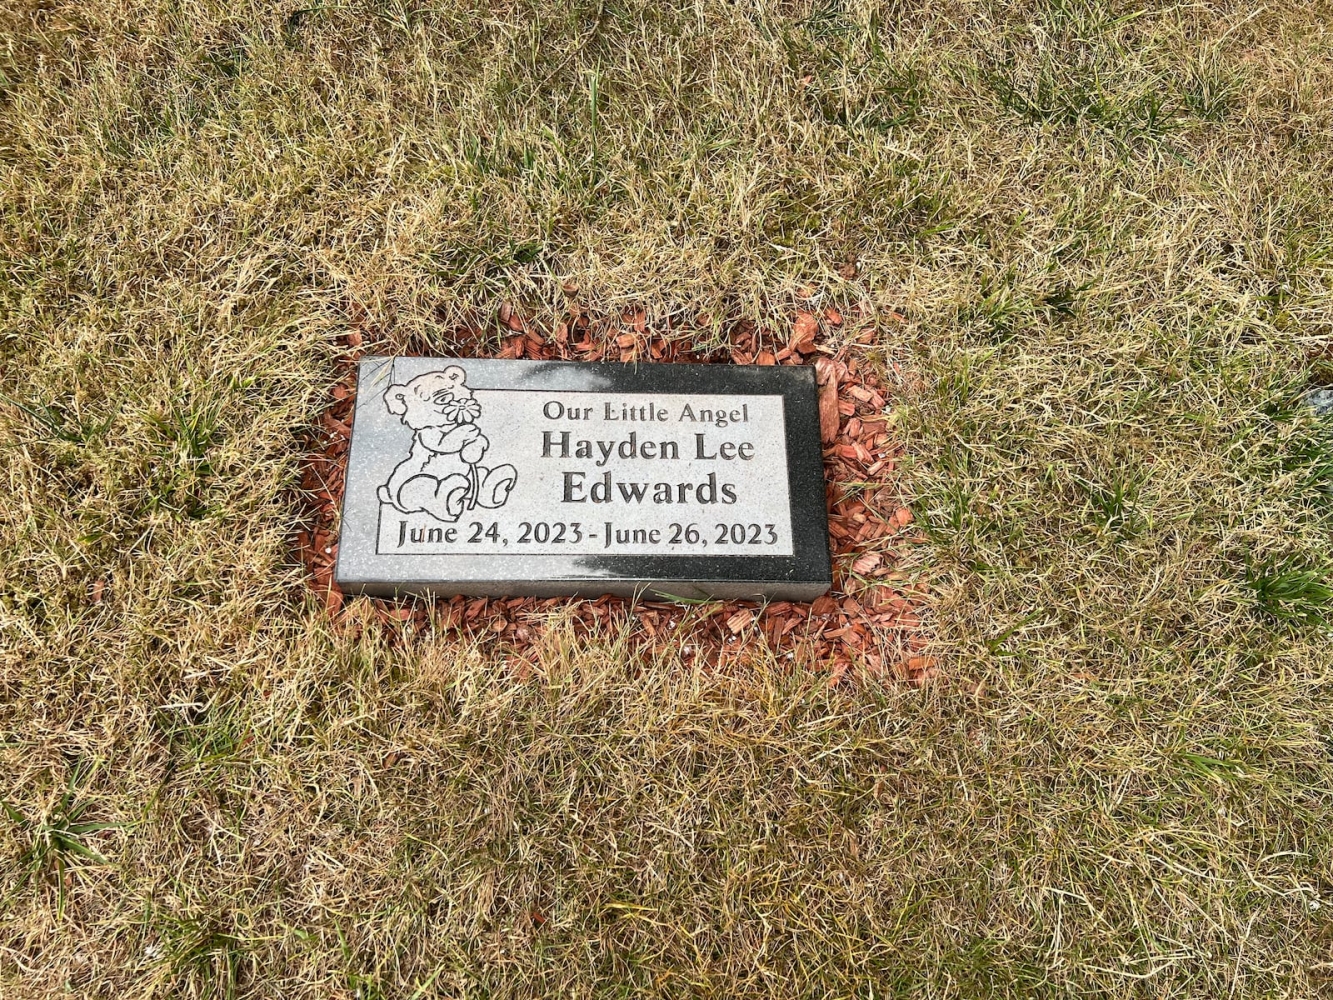 Our Little Angel
Hayden Lee
Edwards
June 24, 2023 - June 26, 2023